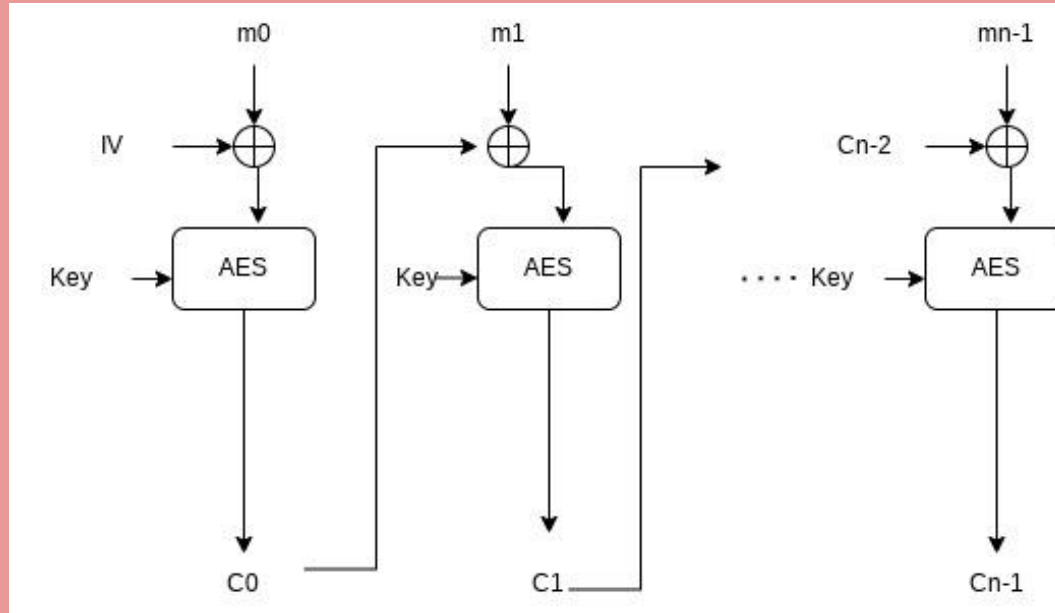 m0 m1 mn-1
IV Cn-2
AES AES AES
Key Key .... Key
C0 C1 Cn-1